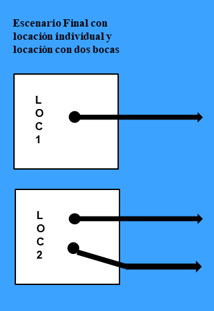 Escenario Final con
locación individual y
locación con dos bocas
L
O
C
1
L
O
C
2